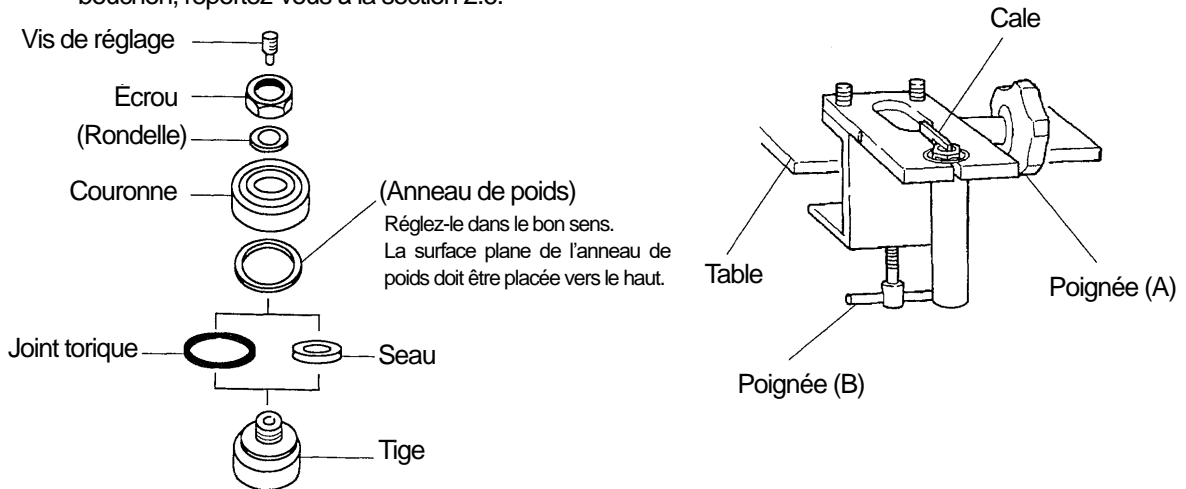 bouchon, reportez-vous à la section 2.3.
Vis de réglage
Écrou
(Rondelle)
Couronne
(Anneau de poids)
Réglez-le dans le bon sens.
La surface plane de l'anneau de
poids doit être placée vers le haut.
Joint torique
Seau
Tige
Cale
Table
Poignée (A)
Poignée (B)